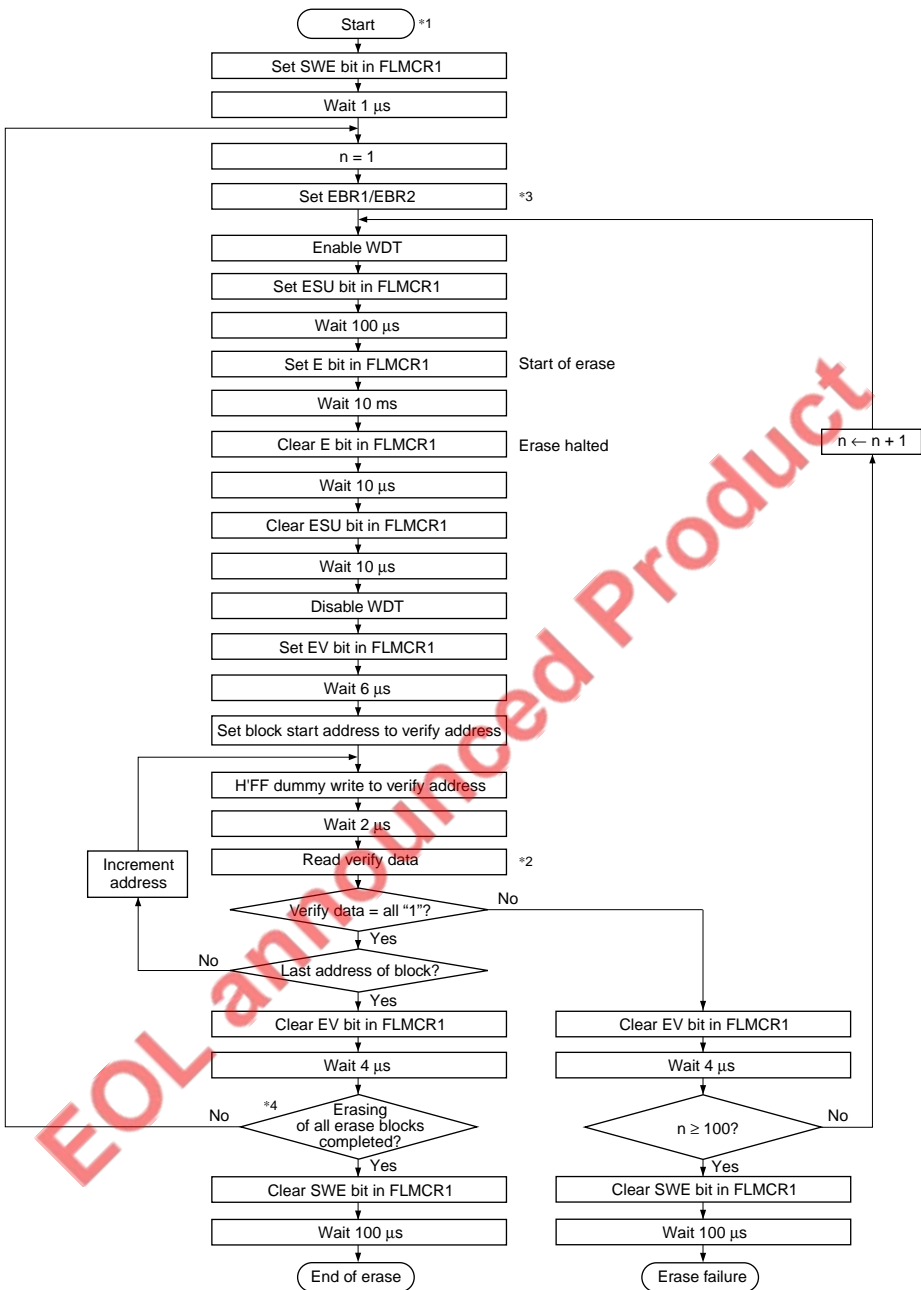 Start *1
Set SWE bit in FLMCR1
Wait 1 μs
n = 1
Set EBR1/EBR2 *3
Enable WDT
Set ESU bit in FLMCR1
Wait 100 μs
Set E bit in FLMCR1 Start of erase
Wait 10 ms
Clear E bit in FLMCR1 Erase halted
n ← n + 1
Wait 10 μs
Clear ESU bit in FLMCR1
Wait 10 μs
Disable WDT
Set EV bit in FLMCR1
Wait 6 μs
Set block start address to verify address
H'FF dummy write to verify address
Wait 2 μs
Read verify data *2
Increment
address
Verify data = all "1"?
No
Yes
No
Last address of block?
Yes
Clear EV bit in FLMCR1
Wait 4 μs
*4
No
Erasing
of all erase blocks
completed?
Yes
Clear SWE bit in FLMCR1
Wait 100 μs
End of erase
Clear EV bit in FLMCR1
Wait 4 μs
n ≥ 100?
No
Yes
Clear SWE bit in FLMCR1
Wait 100 μs
Erase failure
EOL announced Product